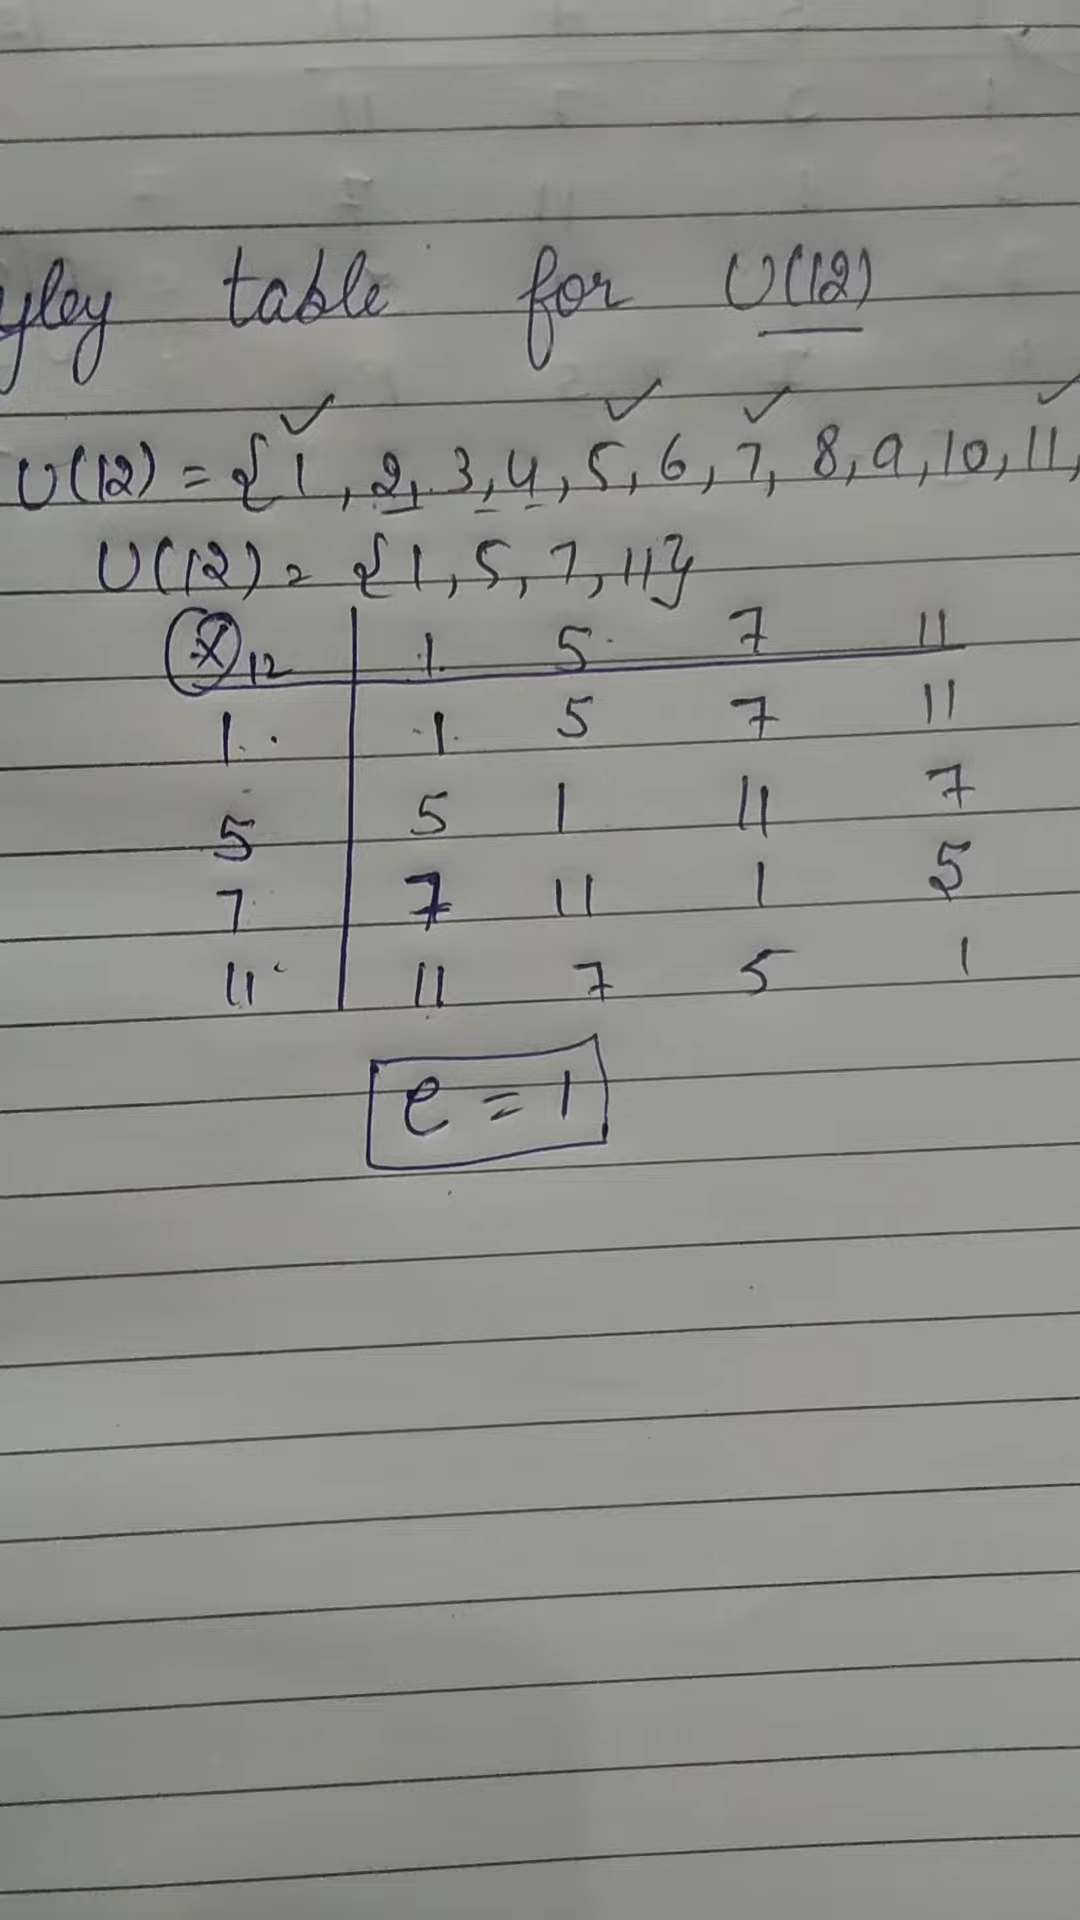 yley table for U(12)
U(12) = {1, 2, 3, 4, 5, 6, 7, 8, 9, 10, 11,
U(12) = {1, 5, 7, 11}
ⓧ12 | 1 5 7 11
1 | 1 5 7 11
5 | 5 1 11 7
7 | 7 11 1 5
11 | 11 7 5 1
e = 1